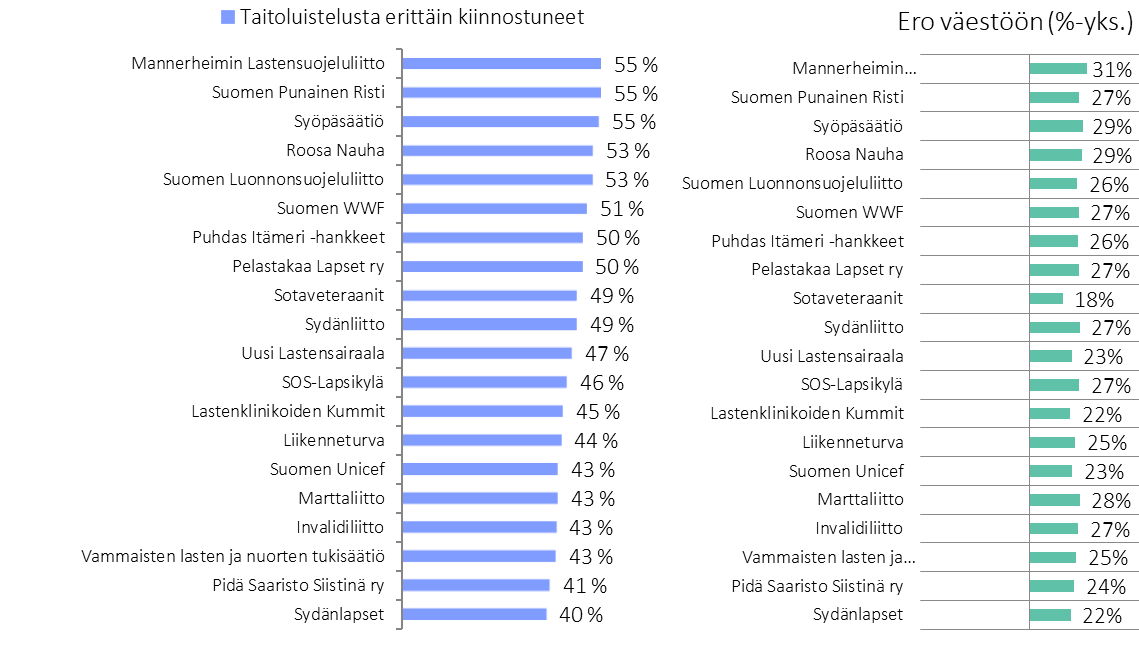 Taitoluistelusta erittäin kiinnostuneet
Mannerheimin Lastensuojeluliitto 55 %
Suomen Punainen Risti 55 %
Syöpäsäätiö 55 %
Roosa Nauha 53 %
Suomen Luonnonsuojeluliitto 53 %
Suomen WWF 51 %
Puhdas Itämeri -hankkeet 50 %
Pelastakaa Lapset ry 50 %
Sotaveteraanit 49 %
Sydänliitto 49 %
Uusi Lastensairaala 47 %
SOS-Lapsikylä 46 %
Lastenklinikoiden Kummit 45 %
Liikenneturva 44 %
Suomen Unicef 43 %
Marttaliitto 43 %
Invalidiliitto 43 %
Vammaisten lasten ja nuorten tukisäätiö 43 %
Pidä Saaristo Siistinä ry 41 %
Sydänlapset 40 %
Ero väestöön (%-yks.)
Mannerheimin... 31%
Suomen Punainen Risti 27%
Syöpäsäätiö 29%
Roosa Nauha 29%
Suomen Luonnonsuojeluliitto 26%
Suomen WWF 27%
Puhdas Itämeri -hankkeet 26%
Pelastakaa Lapset ry 27%
Sotaveteraanit 18%
Sydänliitto 27%
Uusi Lastensairaala 23%
SOS-Lapsikylä 27%
Lastenklinikoiden Kummit 22%
Liikenneturva 25%
Suomen Unicef 23%
Marttaliitto 28%
Invalidiliitto 27%
Vammaisten lasten ja... 25%
Pidä Saaristo Siistinä ry 24%
Sydänlapset 22%